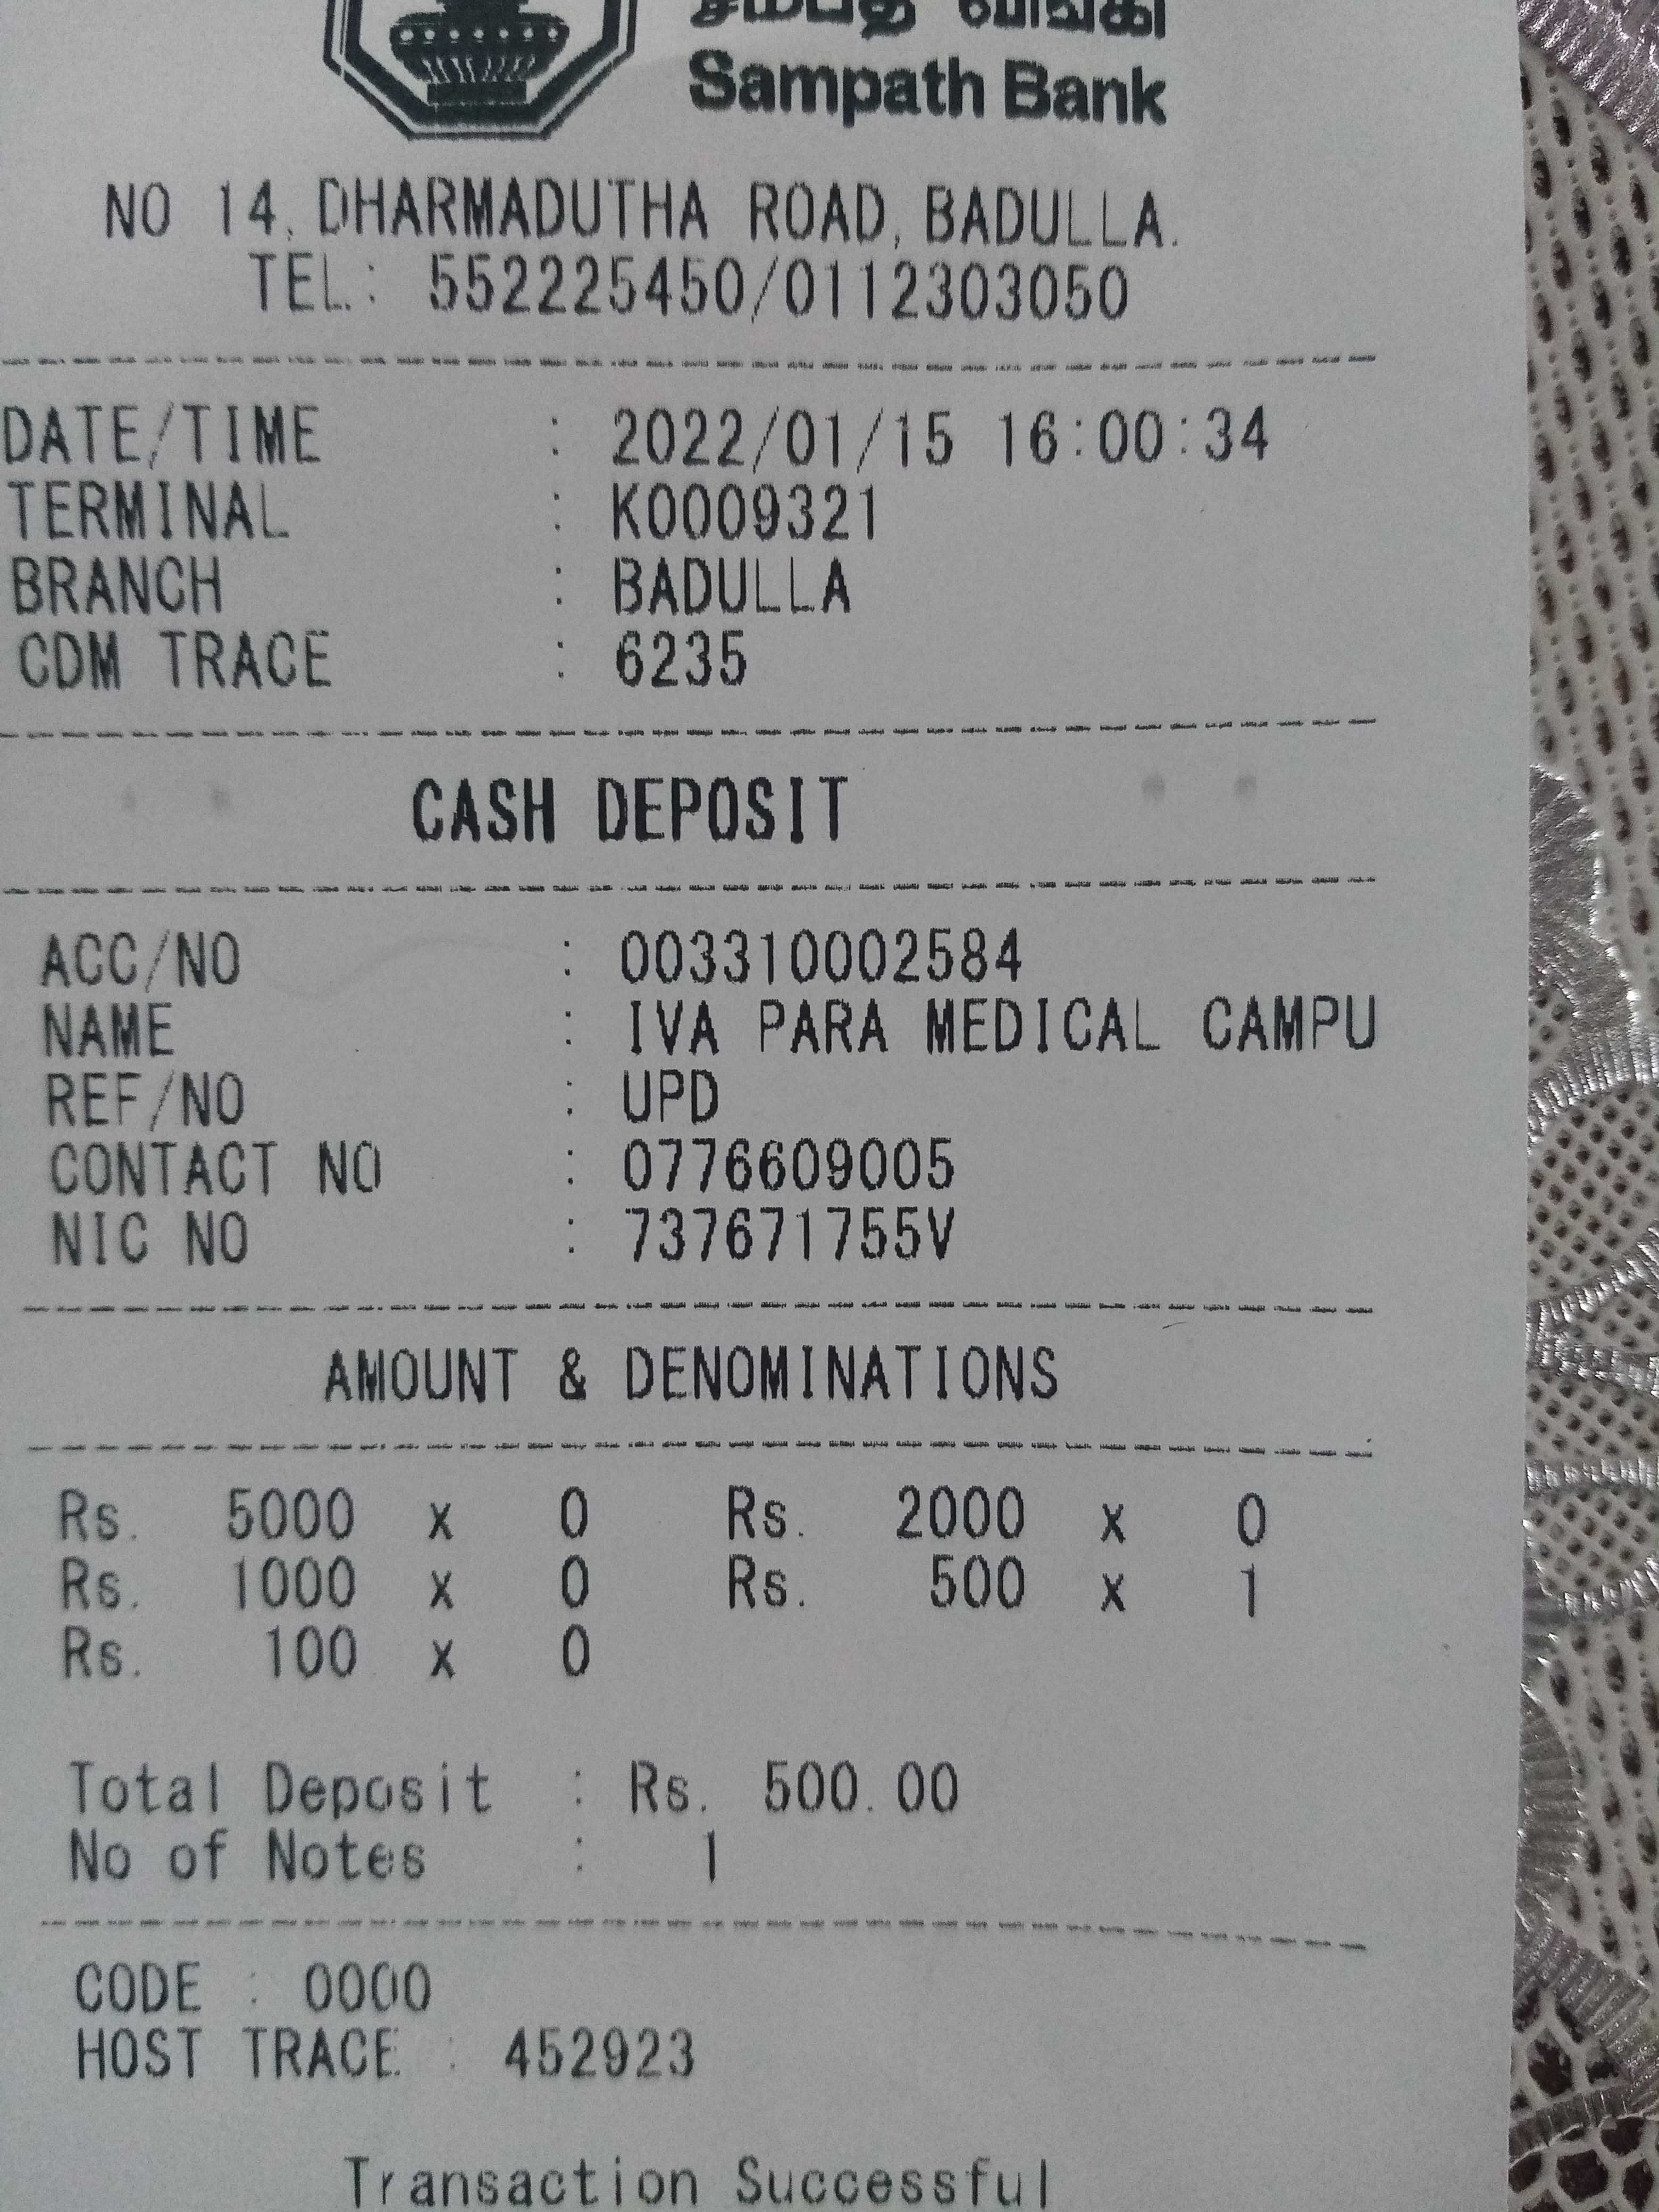 Sampath Bank
NO 14, DHARMADUTHA ROAD, BADULLA.
TEL: 552225450/0112303050
DATE/TIME : 2022/01/15 16:00:34
TERMINAL : K0009321
BRANCH : BADULLA
CDM TRACE : 6235
CASH DEPOSIT
ACC/NO : 003310002584
NAME : IVA PARA MEDICAL CAMPU
REF/NO : UPD
CONTACT NO : 0776609005
NIC NO : 737671755V
AMOUNT & DENOMINATIONS
Rs. 5000 x 0 Rs. 2000 x 0
Rs. 1000 x 0 Rs. 500 x 1
Rs. 100 x 0
Total Deposit : Rs. 500.00
No of Notes : 1
CODE : 0000
HOST TRACE : 452923
Transaction Successful